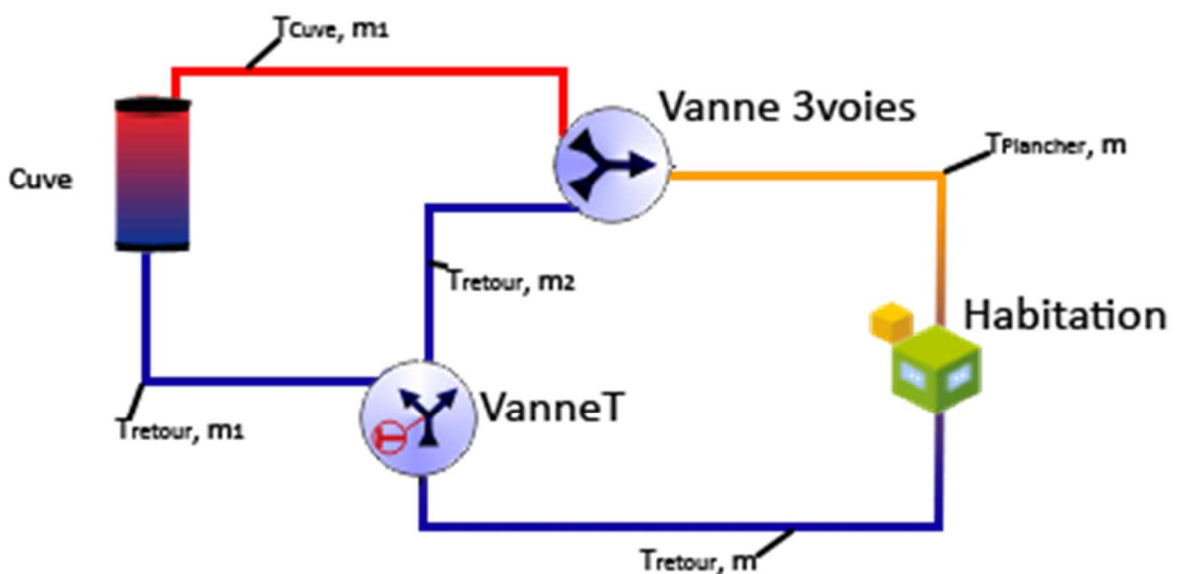 TCuve, m1
Vanne 3voies
TPlancher, m
Cuve
Tretour, m2
Habitation
VanneT
Tretour, m1
Tretour, m